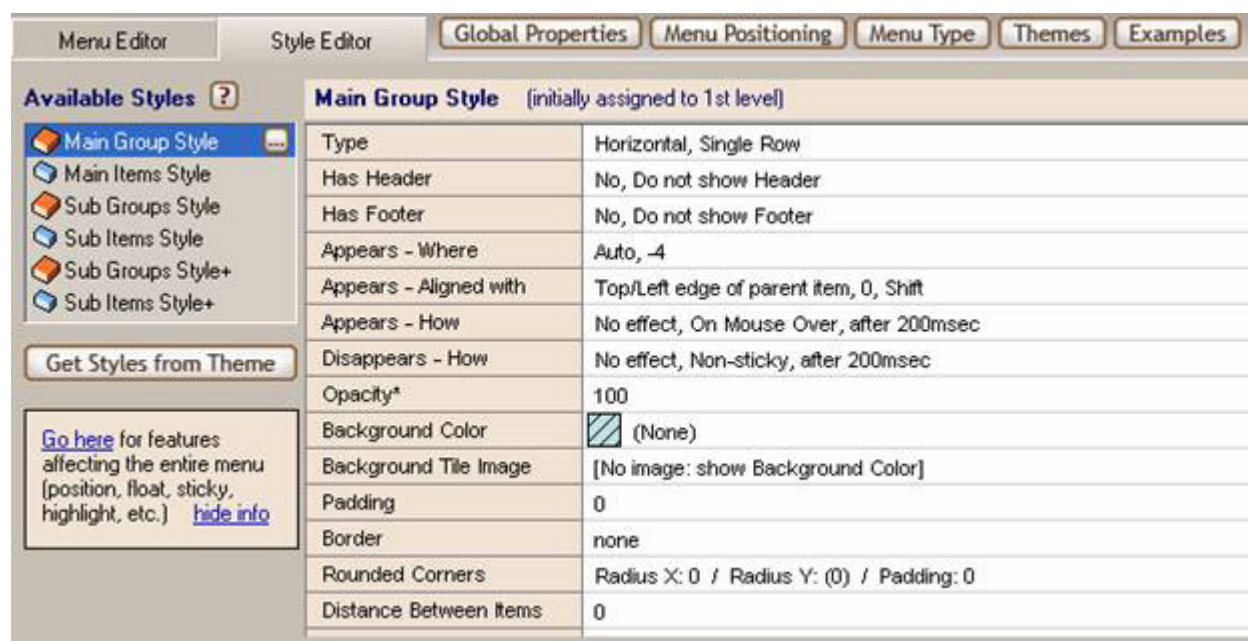 Menu Editor Style Editor Global Properties Menu Positioning Menu Type Themes Examples
Available Styles ?
Main Group Style ...
Main Items Style
Sub Groups Style
Sub Items Style
Sub Groups Style+
Sub Items Style+
Get Styles from Theme
Go here for features
affecting the entire menu
(position, float, sticky,
highlight, etc.) hide info
Main Group Style (initially assigned to 1st level)
Type Horizontal, Single Row
Has Header No, Do not show Header
Has Footer No, Do not show Footer
Appears - Where Auto, -4
Appears - Aligned with Top/Left edge of parent item, 0, Shift
Appears - How No effect, On Mouse Over, after 200msec
Disappears - How No effect, Non-sticky, after 200msec
Opacity* 100
Background Color (None)
Background Tile Image [No image: show Background Color]
Padding 0
Border none
Rounded Corners Radius X: 0 / Radius Y: (0) / Padding: 0
Distance Between Items 0